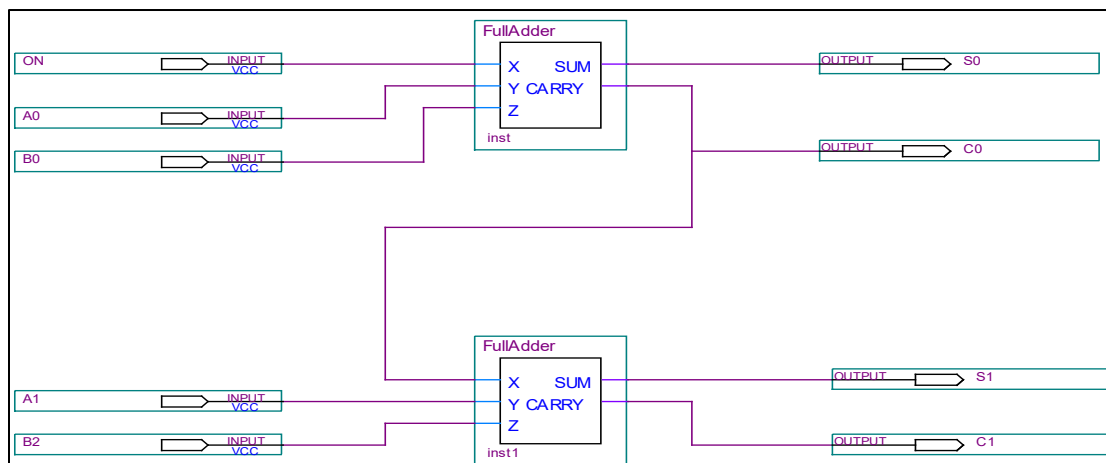 FullAdder
ON INPUT VCC
X SUM
OUTPUT S0
Y CARRY
A0 INPUT VCC
Z
inst
B0 INPUT VCC
OUTPUT C0
FullAdder
X SUM
OUTPUT S1
A1 INPUT VCC
Y CARRY
Z
B2 INPUT VCC
OUTPUT C1
inst1